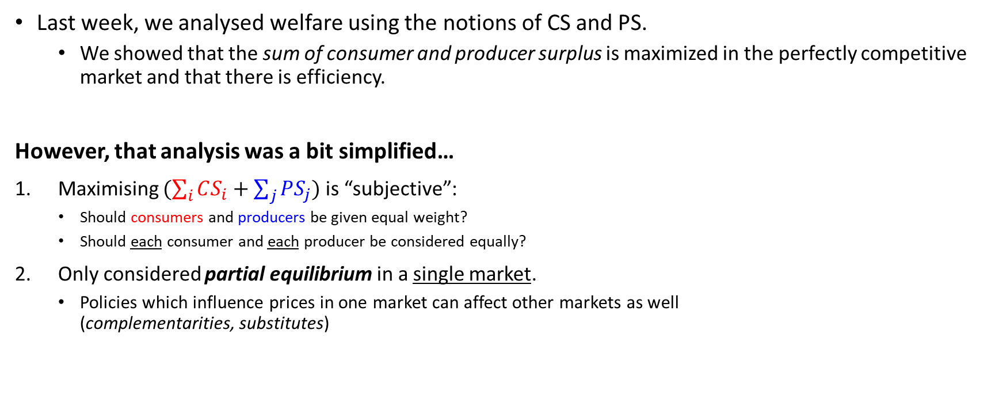 • Last week, we analysed welfare using the notions of CS and PS.
• We showed that the sum of consumer and producer surplus is maximized in the perfectly competitive
market and that there is efficiency.
However, that analysis was a bit simplified...
1. Maximising (∑ᵢ CSᵢ + ∑ⱼ PSⱼ) is “subjective”:
• Should consumers and producers be given equal weight?
• Should each consumer and each producer be considered equally?
2. Only considered partial equilibrium in a single market.
• Policies which influence prices in one market can affect other markets as well
(complementarities, substitutes)